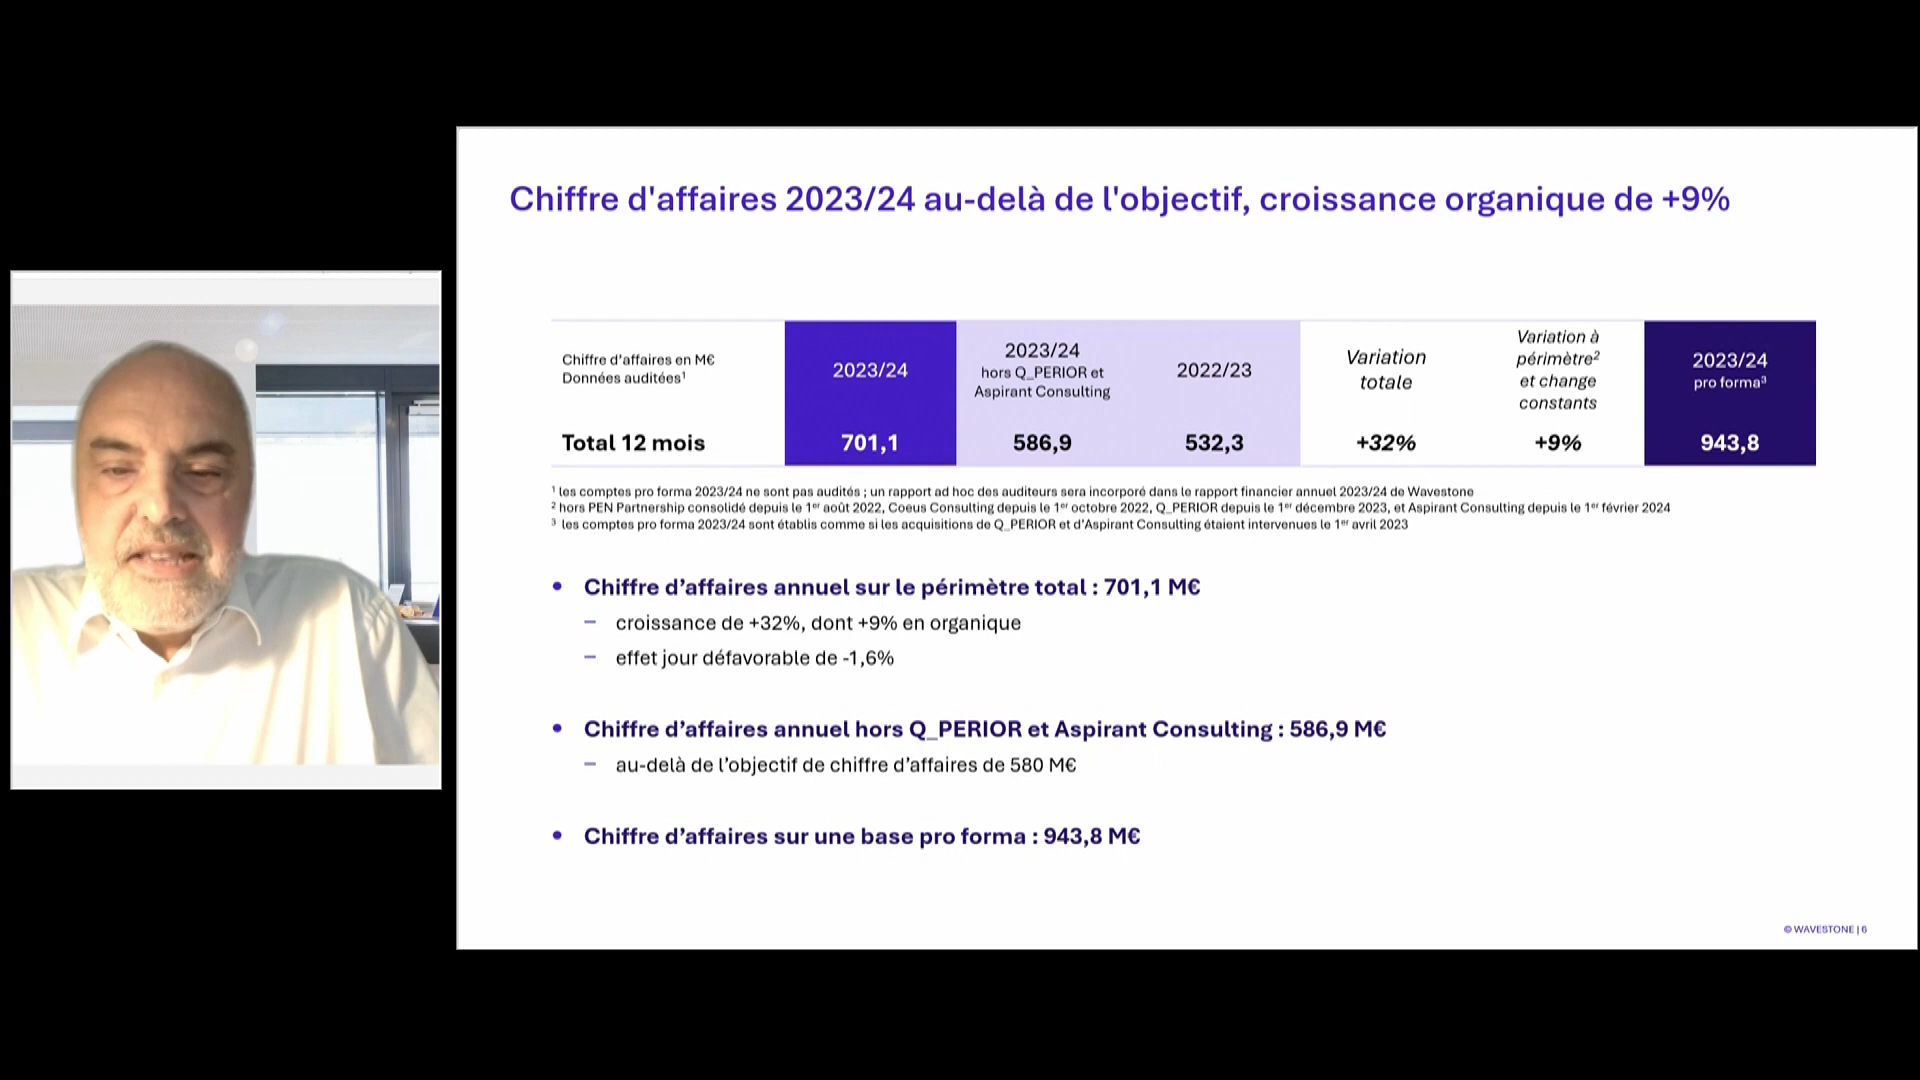 Chiffre d'affaires 2023/24 au-delà de l'objectif, croissance organique de +9%
Chiffre d'affaires en M€
Données auditées¹
2023/24
2023/24
hors Q_PERIOR et
Aspirant Consulting
2022/23
Variation
totale
Variation à
périmètre²
et change
constants
2023/24
pro forma³
Total 12 mois 701,1 586,9 532,3 +32% +9% 943,8
¹ les comptes pro forma 2023/24 ne sont pas audités ; un rapport ad hoc des auditeurs sera incorporé dans le rapport financier annuel 2023/24 de Wavestone
² hors PEN Partnership consolidé depuis le 1er août 2022, Coeus Consulting depuis le 1er octobre 2022, Q_PERIOR depuis le 1er décembre 2023, et Aspirant Consulting depuis le 1er février 2024
³ les comptes pro forma 2023/24 sont établis comme si les acquisitions de Q_PERIOR et d’Aspirant Consulting étaient intervenues le 1er avril 2023
• Chiffre d’affaires annuel sur le périmètre total : 701,1 M€
– croissance de +32%, dont +9% en organique
– effet jour défavorable de -1,6%
• Chiffre d’affaires annuel hors Q_PERIOR et Aspirant Consulting : 586,9 M€
– au-delà de l’objectif de chiffre d’affaires de 580 M€
• Chiffre d’affaires sur une base pro forma : 943,8 M€
© WAVESTONE | 6